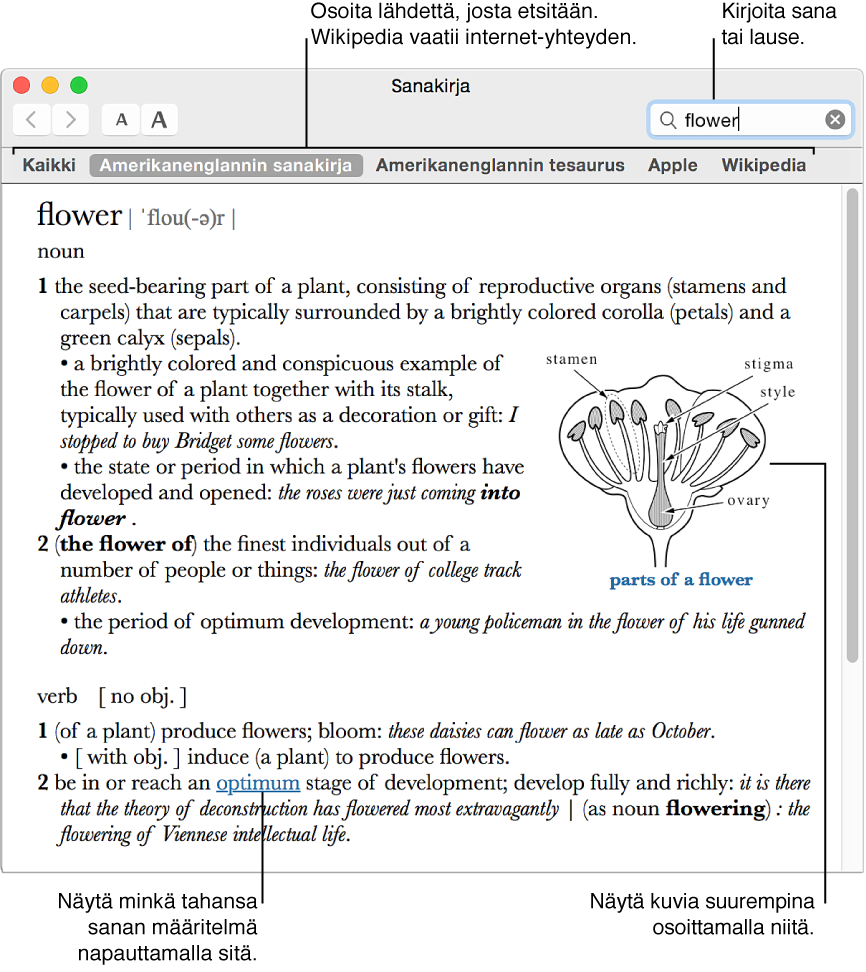 Osoita lähdettä, josta etsitään.
Wikipedia vaatii internet-yhteyden.
Kirjoita sana
tai lause.
Sanakirja
A A
flower
Kaikki Amerikanenglannin sanakirja Amerikanenglannin tesaurus Apple Wikipedia
flower | ˈflou(-ə)r |
noun
1 the seed-bearing part of a plant, consisting of reproductive organs (stamens and
carpels) that are typically surrounded by a brightly colored corolla (petals) and a
green calyx (sepals).
• a brightly colored and conspicuous example of
the flower of a plant together with its stalk,
typically used with others as a decoration or gift: I
stopped to buy Bridget some flowers.
• the state or period in which a plant's flowers have
developed and opened: the roses were just coming into
flower .
2 (the flower of) the finest individuals out of a
number of people or things: the flower of college track
athletes.
• the period of optimum development: a young policeman in the flower of his life gunned
down.
stamen
stigma
style
ovary
parts of a flower
verb [ no obj. ]
1 (of a plant) produce flowers; bloom: these daisies can flower as late as October.
• [ with obj. ] induce (a plant) to produce flowers.
2 be in or reach an optimum stage of development; develop fully and richly: it is there
that the theory of deconstruction has flowered most extravagantly | (as noun flowering) : the
flowering of Viennese intellectual life.
Näytä minkä tahansa
sanan määritelmä
napauttamalla sitä.
Näytä kuvia suurempina
osoittamalla niitä.